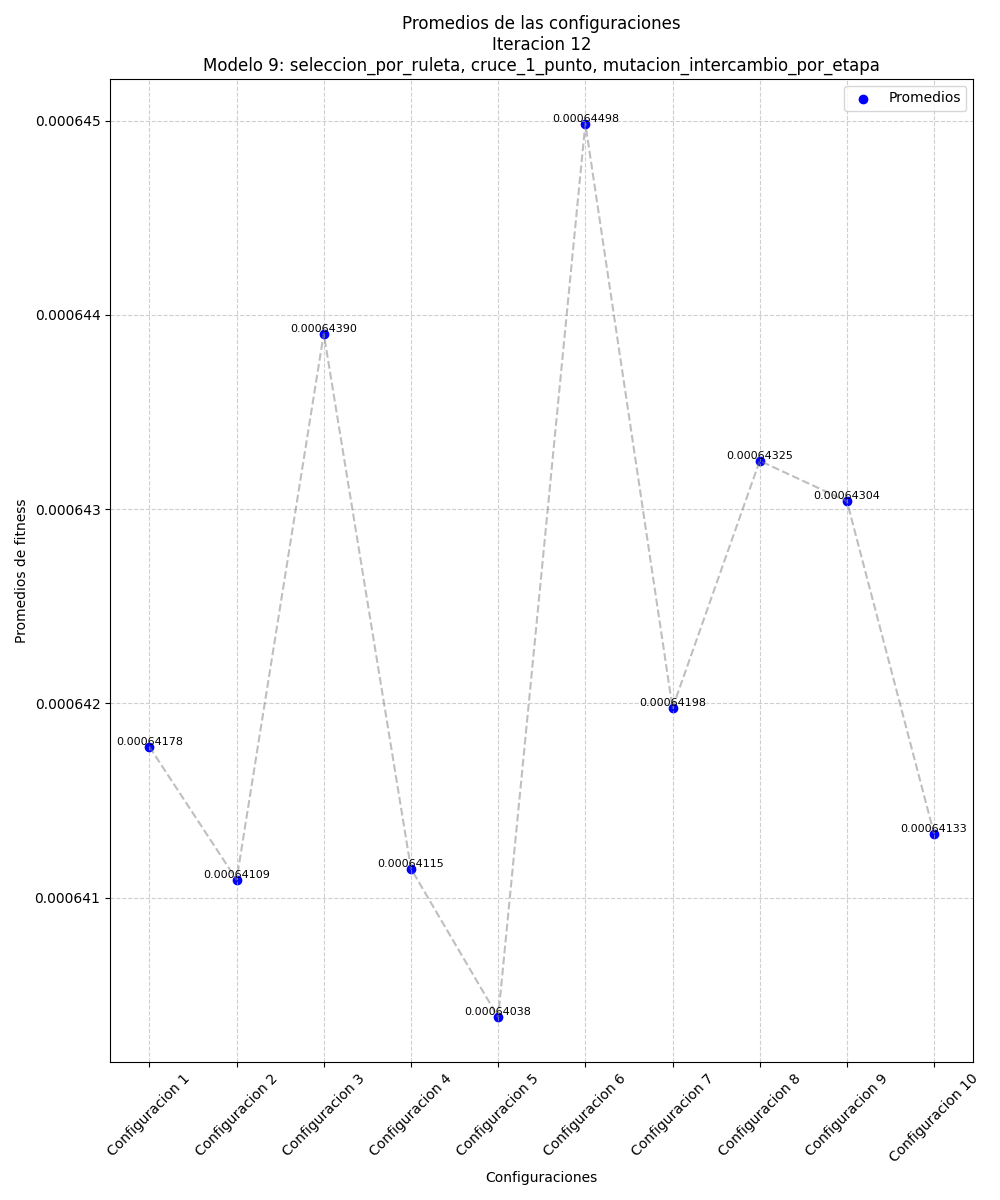 Promedios de las configuraciones
Iteracion 12
Modelo 9: seleccion_por_ruleta, cruce_1_punto, mutacion_intercambio_por_etapa
Promedios
0.000645
0.000644
0.000643
0.000642
0.000641
Promedios de fitness
0.00064178
0.00064109
0.00064390
0.00064115
0.00064038
0.00064498
0.00064198
0.00064325
0.00064304
0.00064133
Configuracion 1
Configuracion 2
Configuracion 3
Configuracion 4
Configuracion 5
Configuracion 6
Configuracion 7
Configuracion 8
Configuracion 9
Configuracion 10
Configuraciones